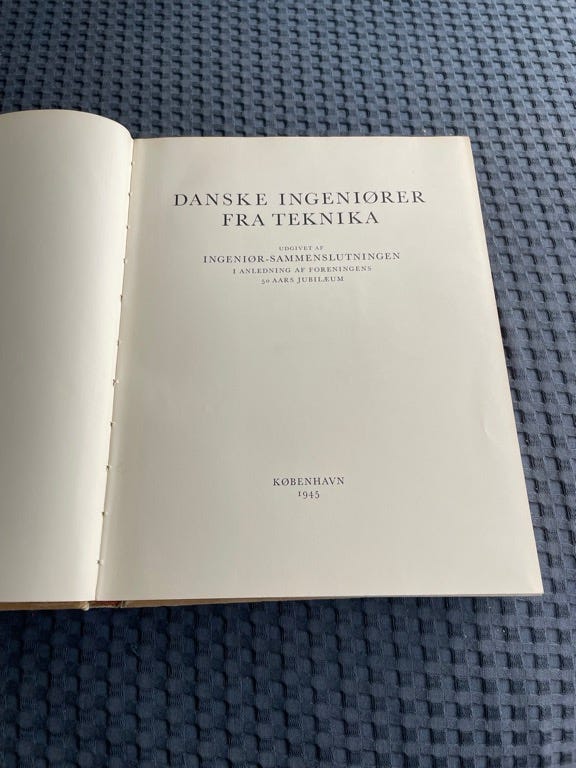 DANSKE INGENIØRER
FRA TEKNIKA
UDGIVET AF
INGENIØR-SAMMENSLUTNINGEN
I ANLEDNING AF FORENINGENS
50 AARS JUBILÆUM
KØBENHAVN
1945